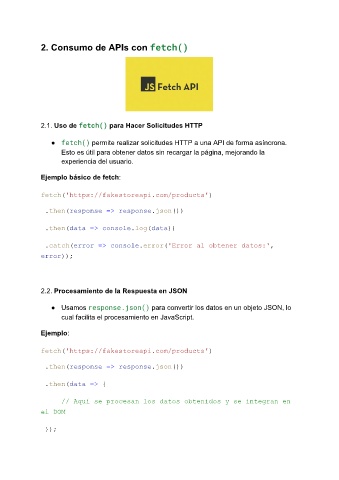 2. Consumo de APIs con fetch()
JS Fetch API
2.1. Uso de fetch() para Hacer Solicitudes HTTP
● fetch() permite realizar solicitudes HTTP a una API de forma asíncrona.
Esto es útil para obtener datos sin recargar la página, mejorando la
experiencia del usuario.
Ejemplo básico de fetch:
fetch('https://fakestoreapi.com/products')
.then(response => response.json())
.then(data => console.log(data))
.catch(error => console.error('Error al obtener datos:',
error));
2.2. Procesamiento de la Respuesta en JSON
● Usamos response.json() para convertir los datos en un objeto JSON, lo
cual facilita el procesamiento en JavaScript.
Ejemplo:
fetch('https://fakestoreapi.com/products')
.then(response => response.json())
.then(data => {
// Aquí se procesan los datos obtenidos y se integran en
el DOM
});